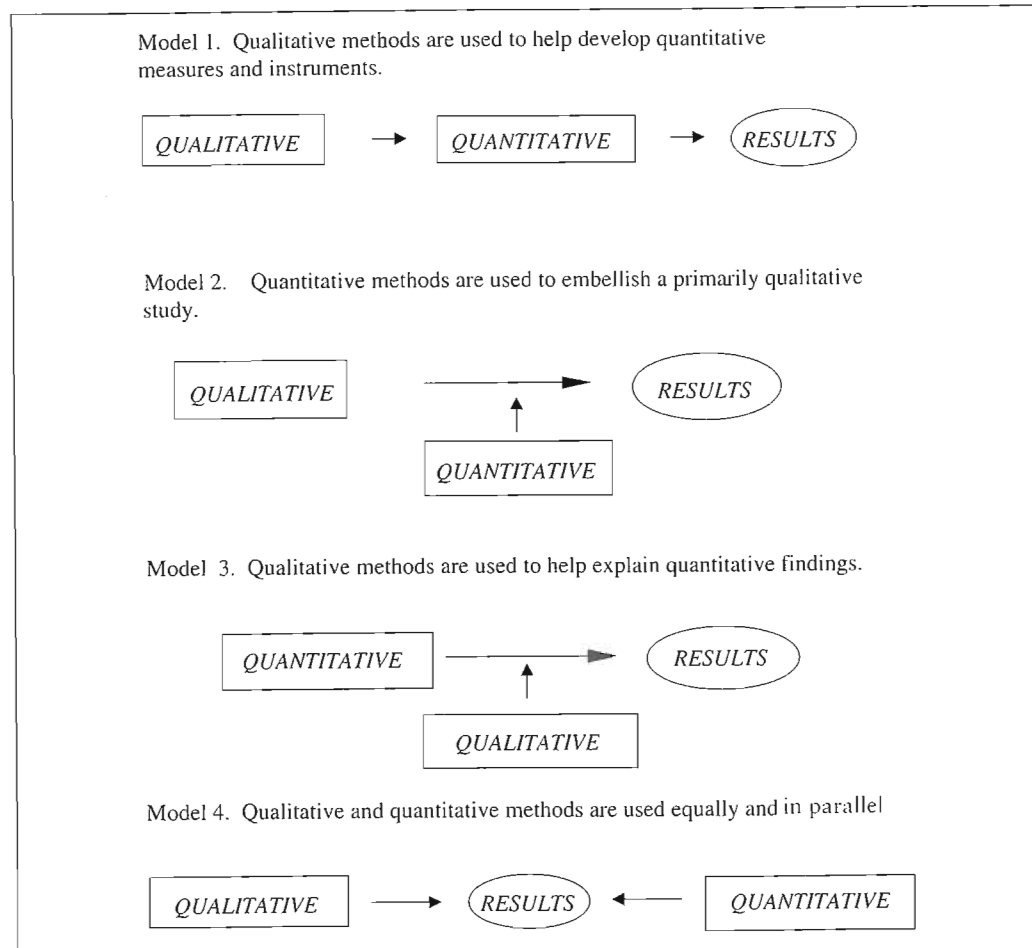 Model 1. Qualitative methods are used to help develop quantitative
measures and instruments.
QUALITATIVE QUANTITATIVE RESULTS
Model 2. Quantitative methods are used to embellish a primarily qualitative
study.
QUALITATIVE RESULTS
QUANTITATIVE
Model 3. Qualitative methods are used to help explain quantitative findings.
QUANTITATIVE RESULTS
QUALITATIVE
Model 4. Qualitative and quantitative methods are used equally and in parallel
QUALITATIVE RESULTS QUANTITATIVE